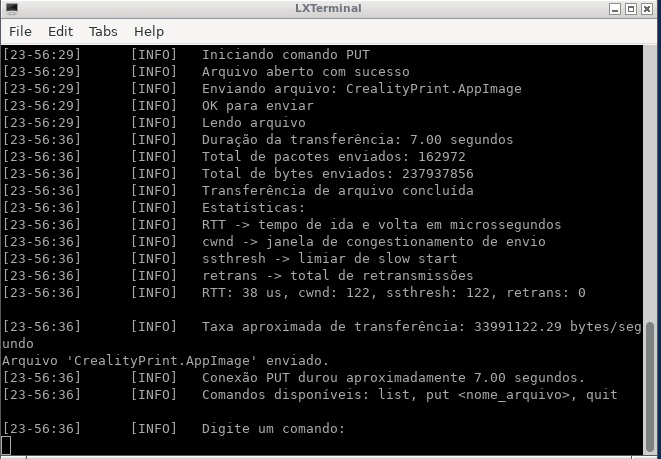 LXTerminal
File Edit Tabs Help
[23-56:29] [INFO] Iniciando comando PUT
[23-56:29] [INFO] Arquivo aberto com sucesso
[23-56:29] [INFO] Enviando arquivo: CrealityPrint.AppImage
[23-56:29] [INFO] OK para enviar
[23-56:29] [INFO] Lendo arquivo
[23-56:36] [INFO] Duração da transferência: 7.00 segundos
[23-56:36] [INFO] Total de pacotes enviados: 162972
[23-56:36] [INFO] Total de bytes enviados: 237937856
[23-56:36] [INFO] Transferência de arquivo concluída
[23-56:36] [INFO] Estatísticas:
[23-56:36] [INFO] RTT -> tempo de ida e volta em microssegundos
[23-56:36] [INFO] cwnd -> janela de congestionamento de envio
[23-56:36] [INFO] ssthresh -> limiar de slow start
[23-56:36] [INFO] retrans -> total de retransmissões
[23-56:36] [INFO] RTT: 38 us, cwnd: 122, ssthresh: 122, retrans: 0
[23-56:36] [INFO] Taxa aproximada de transferência: 33991122.29 bytes/seg
undo
Arquivo 'CrealityPrint.AppImage' enviado.
[23-56:36] [INFO] Conexão PUT durou aproximadamente 7.00 segundos.
[23-56:36] [INFO] Comandos disponíveis: list, put <nome_arquivo>, quit
[23-56:36] [INFO] Digite um comando: